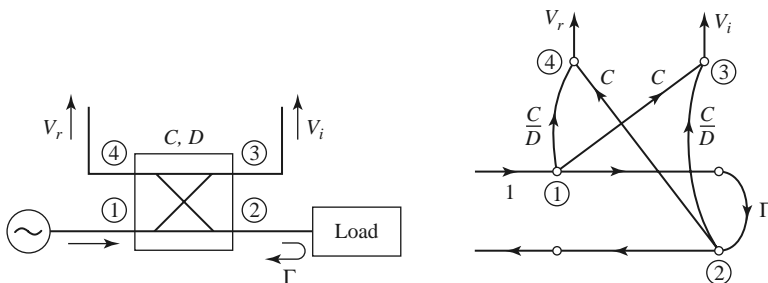 V_r
V_i
C, D
④
③
①
②
Load
Γ
V_r
V_i
④
C
C
③
C/D
C/D
1
①
Γ
②